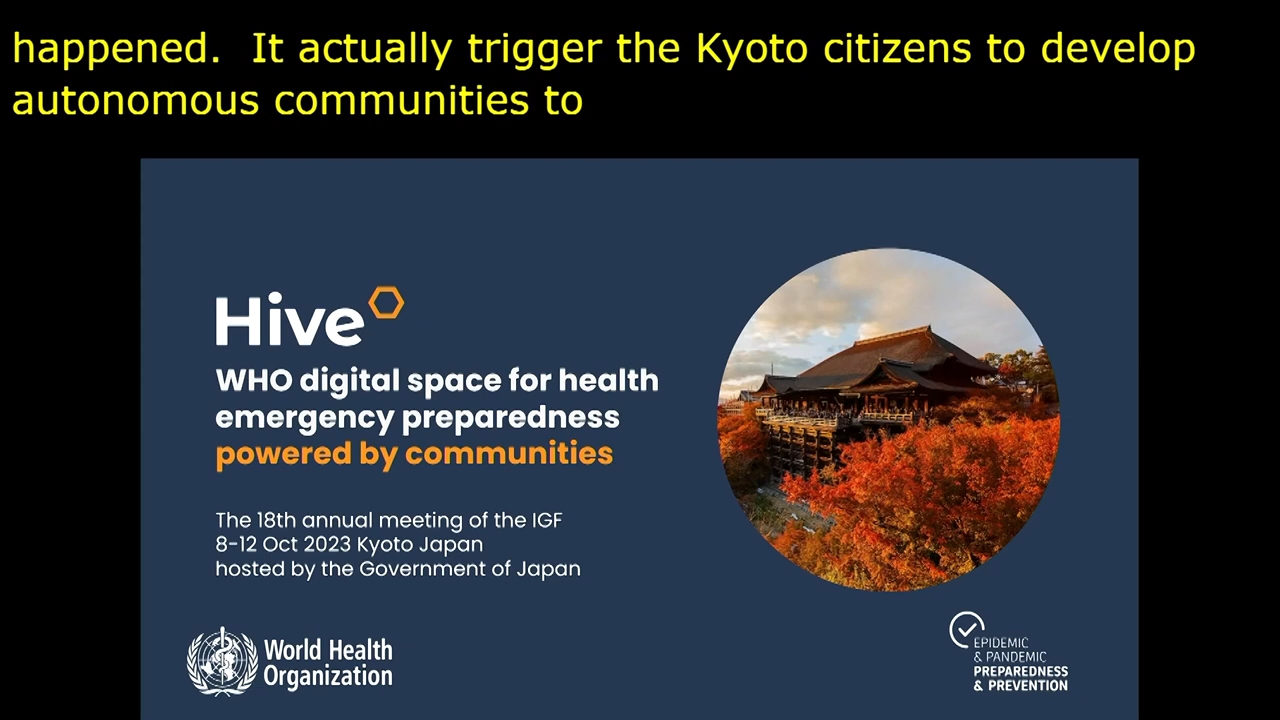 happened.  It actually trigger the Kyoto citizens to develop
autonomous communities to
Hive
WHO digital space for health
emergency preparedness
powered by communities
The 18th annual meeting of the IGF
8-12 Oct 2023 Kyoto Japan
hosted by the Government of Japan
World Health
Organization
EPIDEMIC
& PANDEMIC
PREPAREDNESS
& PREVENTION